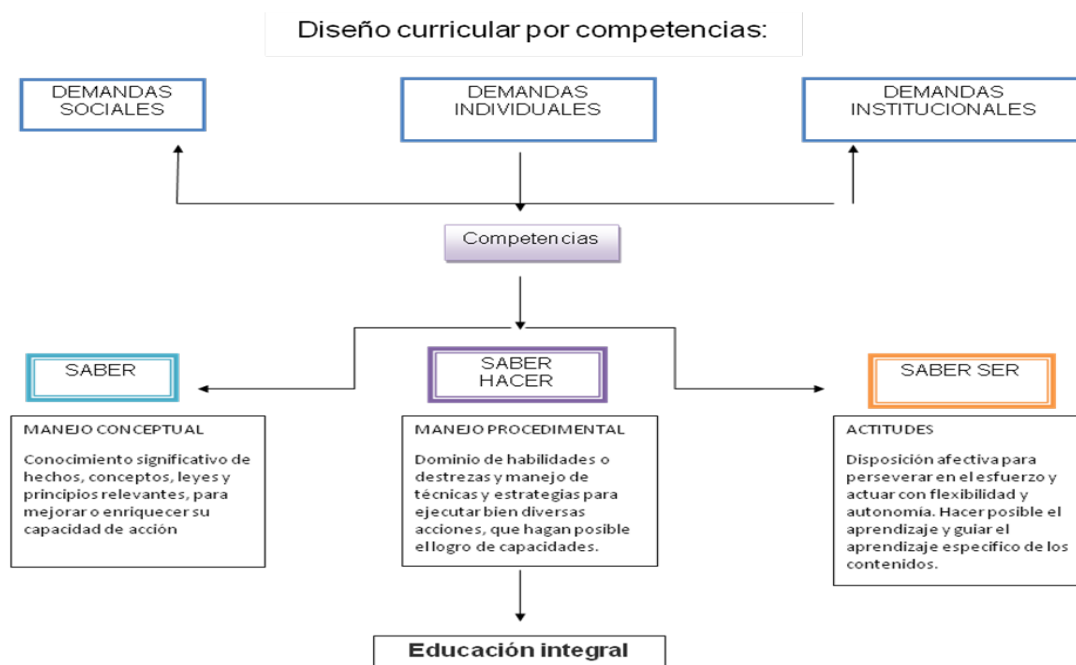 Diseño curricular por competencias:
DEMANDAS
SOCIALES
DEMANDAS
INDIVIDUALES
DEMANDAS
INSTITUCIONALES
Competencias
SABER
SABER
HACER
SABER SER
MANEJO CONCEPTUAL
Conocimiento significativo de
hechos, conceptos, leyes y
principios relevantes, para
mejorar o enriquecer su
capacidad de acción
MANEJO PROCEDIMENTAL
Dominio de habilidades o
destrezas y manejo de
técnicas y estrategias para
ejecutar bien diversas
acciones, que hagan posible
el logro de capacidades.
ACTITUDES
Disposición afectiva para
perseverar en el esfuerzo y
actuar con flexibilidad y
autonomía. Hacer posible el
aprendizaje y guiar el
aprendizaje específico de los
contenidos.
Educación integral